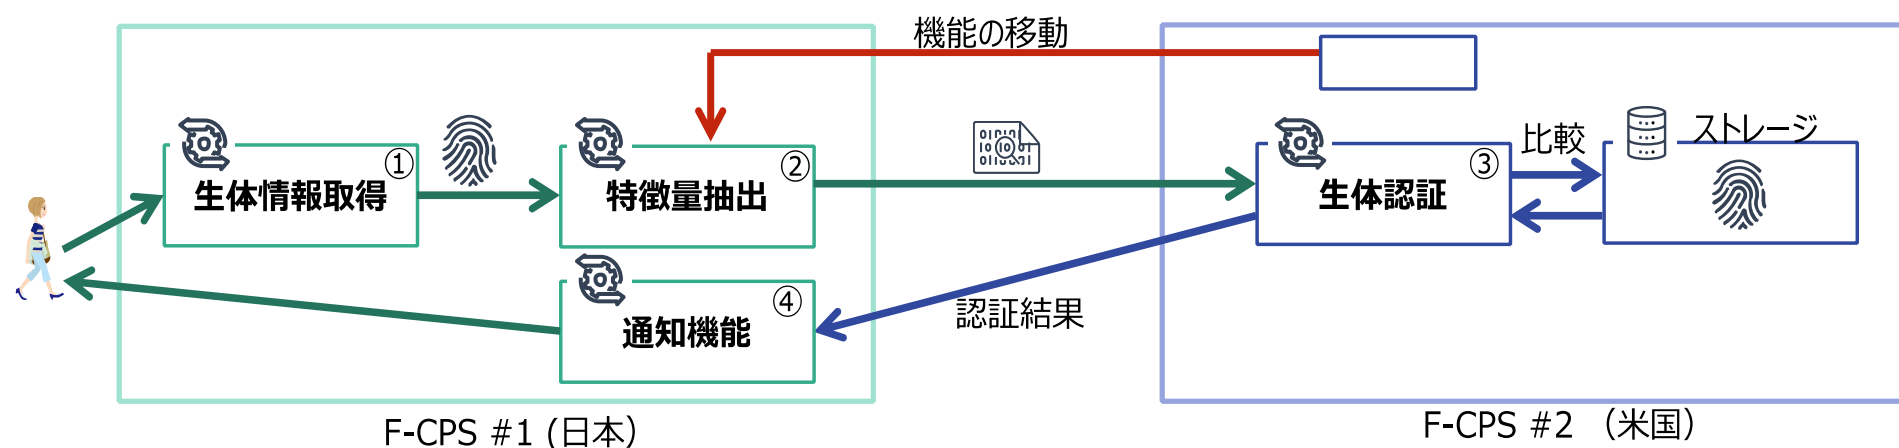 機能の移動
比較
ストレージ
①
生体情報取得
②
特徴量抽出
③
生体認証
④
通知機能
認証結果
F-CPS #1 (日本)
F-CPS #2 (米国)